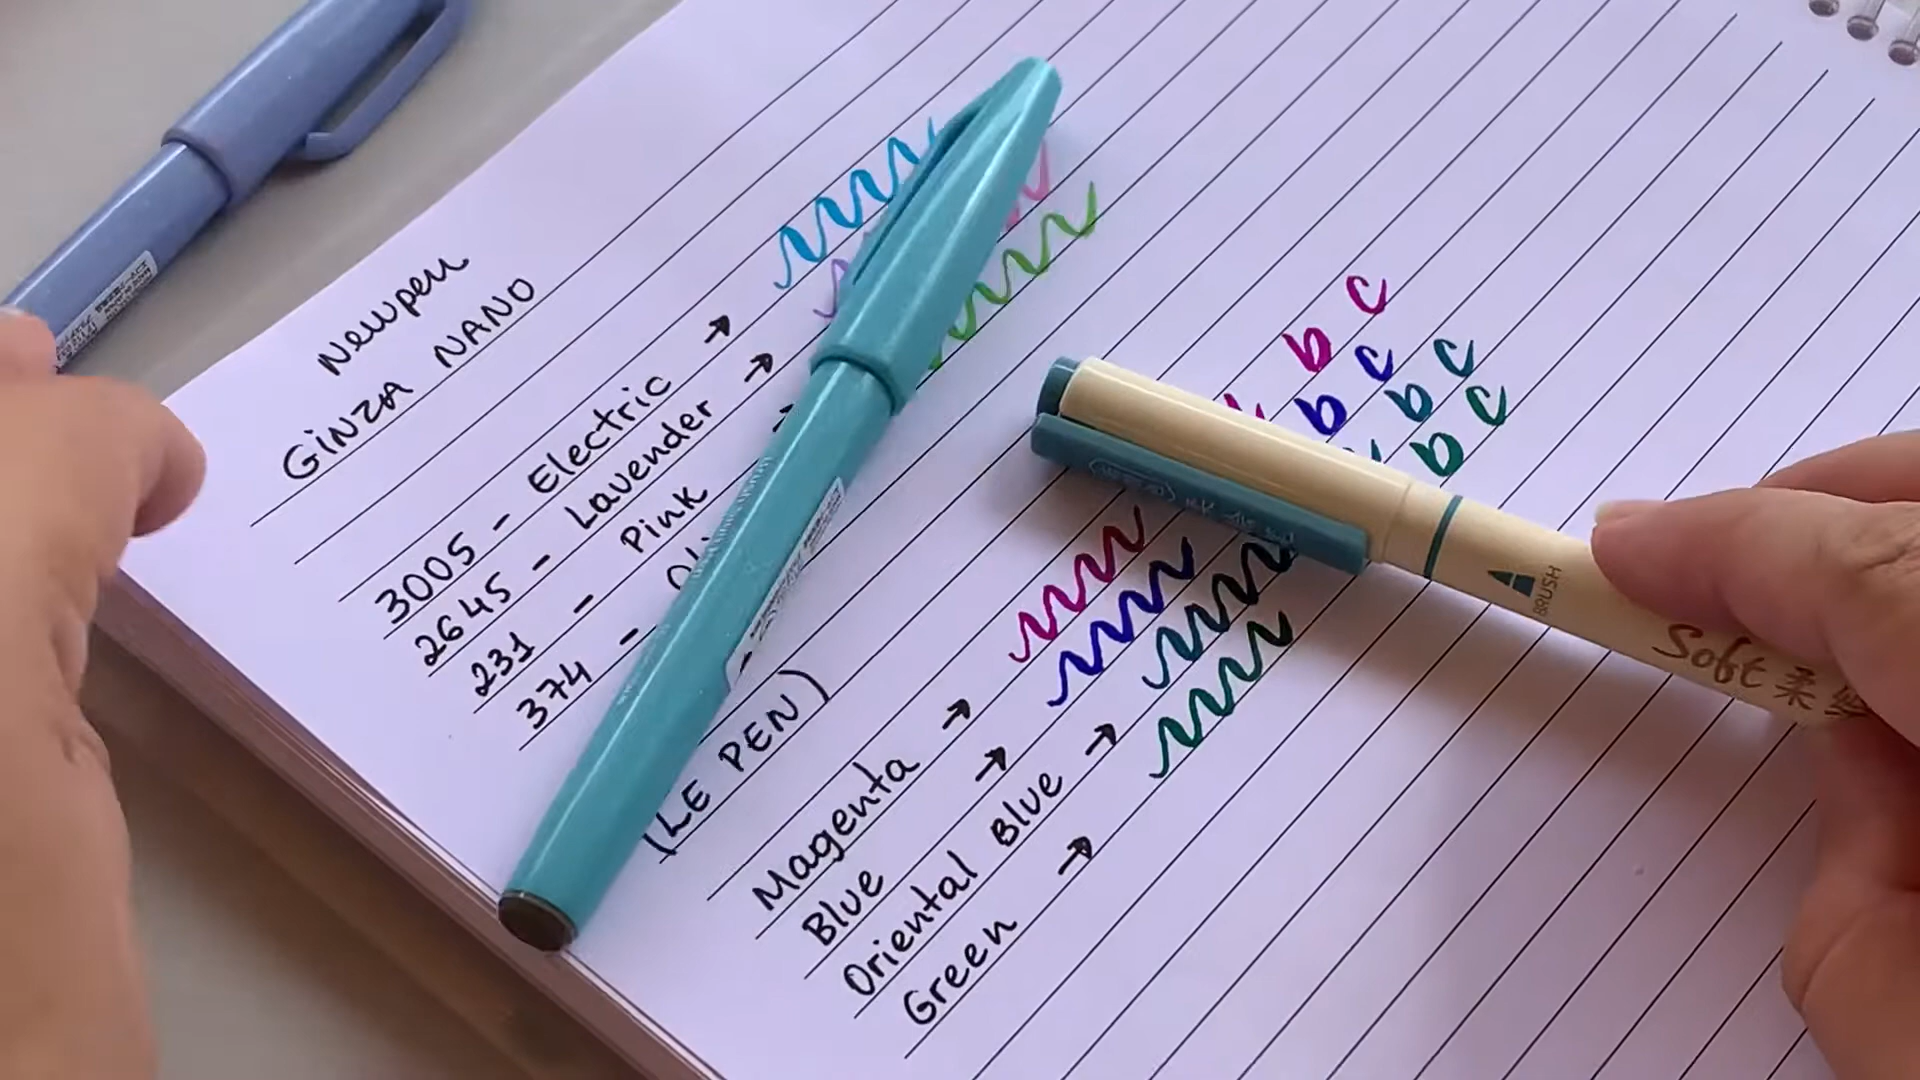 Newpen
GINZA NANO
3005 - Electric →
2645 - Lavender →
231 - Pink
374 -
(LE PEN)
Magenta →
Blue →
Oriental Blue →
Green →
b c
b c
b c
b c
BRUSH
Soft 柔